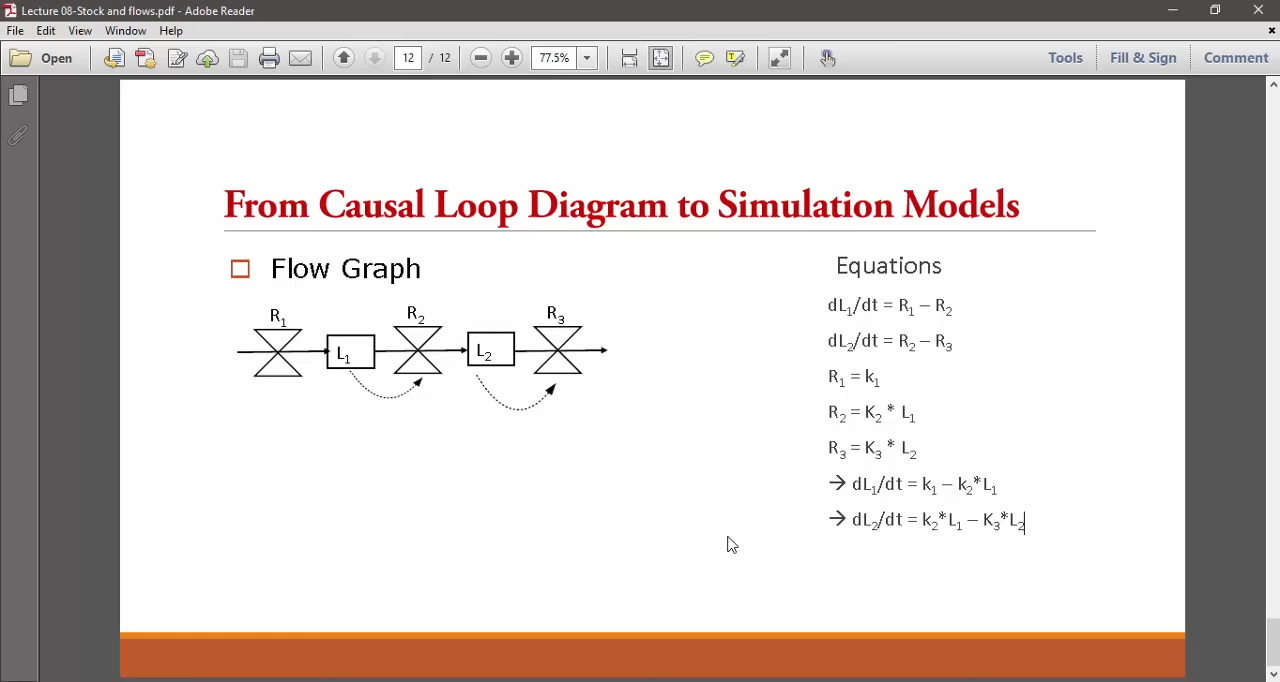 Lecture 08-Stock and flows.pdf - Adobe Reader
File Edit View Window Help
Open 12 / 12 77.5% Tools Fill & Sign Comment
From Causal Loop Diagram to Simulation Models
Flow Graph
R₁ R₂ R₃
L₁ L₂
Equations
dL₁/dt = R₁ – R₂
dL₂/dt = R₂ – R₃
R₁ = k₁
R₂ = K₂ * L₁
R₃ = K₃ * L₂
→ dL₁/dt = k₁ – k₂*L₁
→ dL₂/dt = k₂*L₁ – K₃*L₂